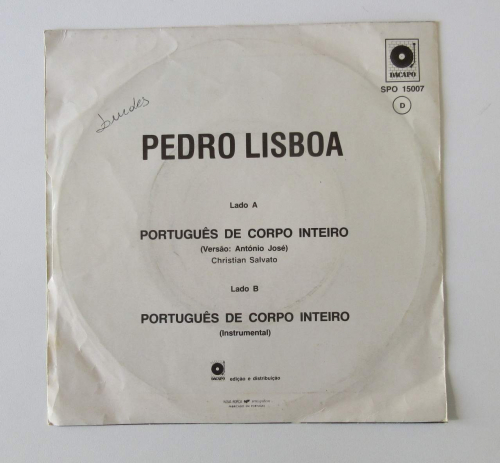 DACAPO
SPO 15007
D
Guedes
PEDRO LISBOA
Lado A
PORTUGUÊS DE CORPO INTEIRO
(Versão: António José)
Christian Salvato
Lado B
PORTUGUÊS DE CORPO INTEIRO
(Instrumental)
DACAPO edição e distribuição